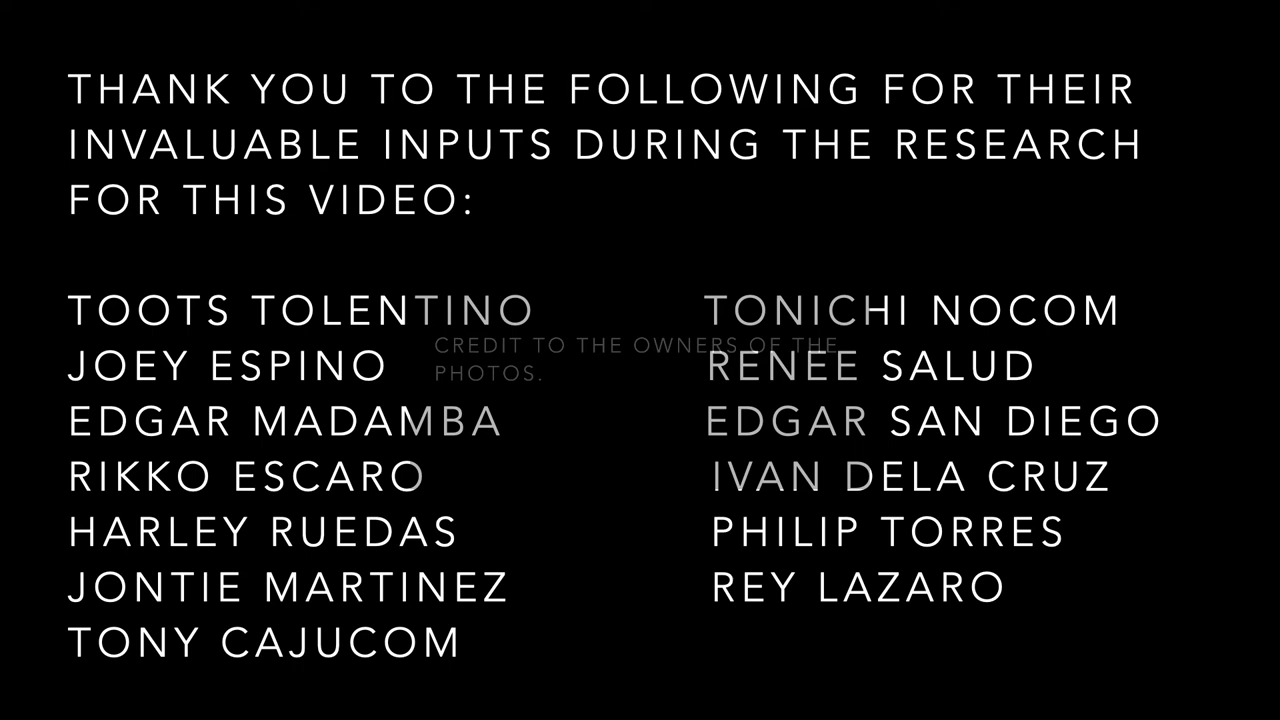 THANK YOU TO THE FOLLOWING FOR THEIR
INVALUABLE INPUTS DURING THE RESEARCH
FOR THIS VIDEO:
TOOTS TOLENTINO
JOEY ESPINO
EDGAR MADAMBA
RIKKO ESCARO
HARLEY RUEDAS
JONTIE MARTINEZ
TONY CAJUCOM
TONICHI NOCOM
RENEE SALUD
EDGAR SAN DIEGO
IVAN DELA CRUZ
PHILIP TORRES
REY LAZARO
CREDIT TO THE OWNERS OF THE
PHOTOS.